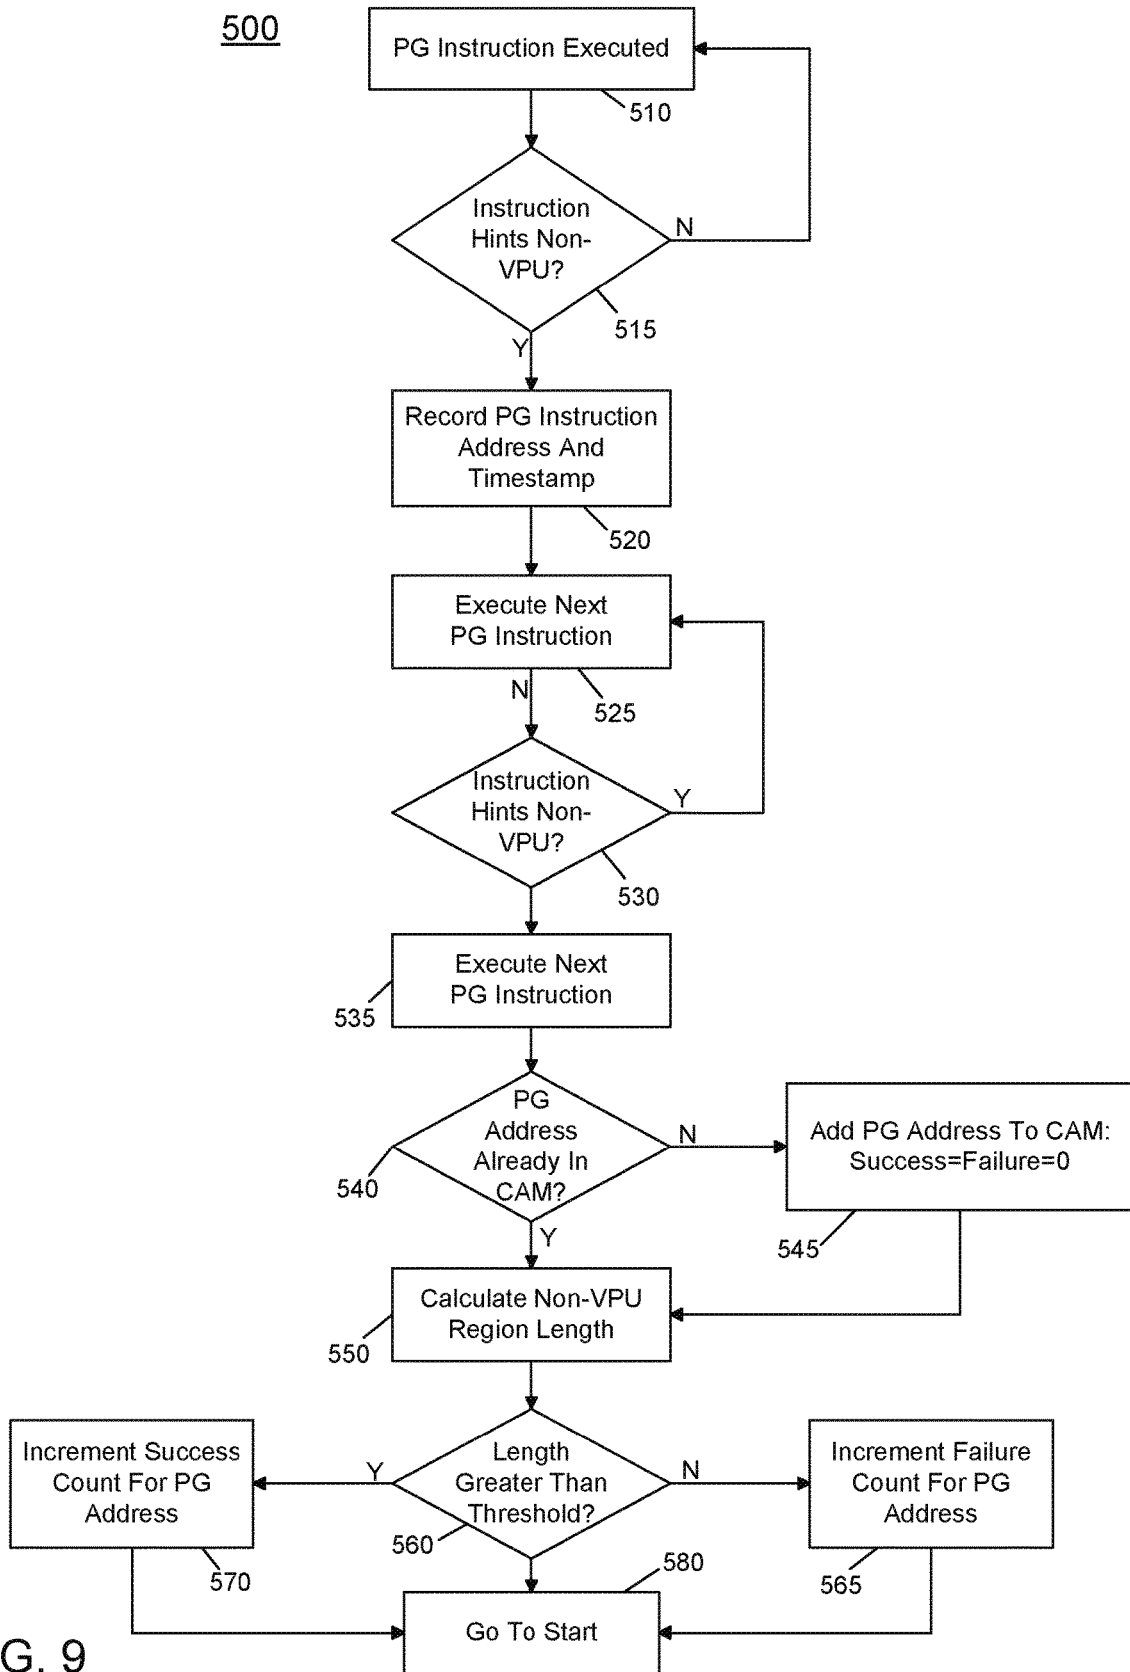 500
PG Instruction Executed
510
Instruction
Hints Non-
VPU?
N
515
Y
Record PG Instruction
Address And
Timestamp
520
Execute Next
PG Instruction
N
525
Instruction
Hints Non-
VPU?
Y
530
Execute Next
PG Instruction
535
PG
Address
Already In
CAM?
N
540
Y
Add PG Address To CAM:
Success=Failure=0
545
Calculate Non-VPU
Region Length
550
Length
Greater Than
Threshold?
Y
N
560
Increment Success
Count For PG
Address
570
Increment Failure
Count For PG
Address
565
580
Go To Start
G. 9